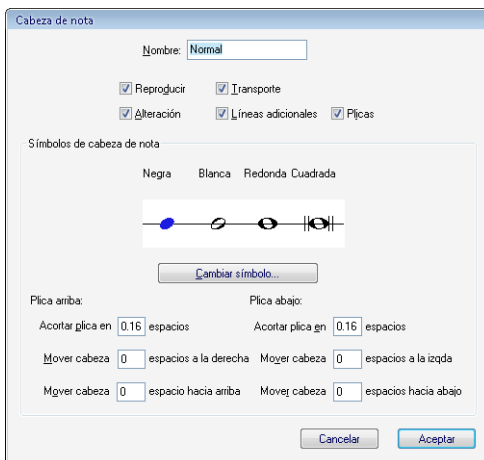 Cabeza de nota
Nombre: Normal
Reproducir Transporte
Alteración Líneas adicionales Plicas
Símbolos de cabeza de nota
Negra Blanca Redonda Cuadrada
Cambiar símbolo...
Plica arriba: Plica abajo:
Acortar plica en 0.16 espacios Acortar plica en 0.16 espacios
Mover cabeza 0 espacios a la derecha Mover cabeza 0 espacios a la izqda
Mover cabeza 0 espacio hacia arriba Mover cabeza 0 espacios hacia abajo
Cancelar Aceptar